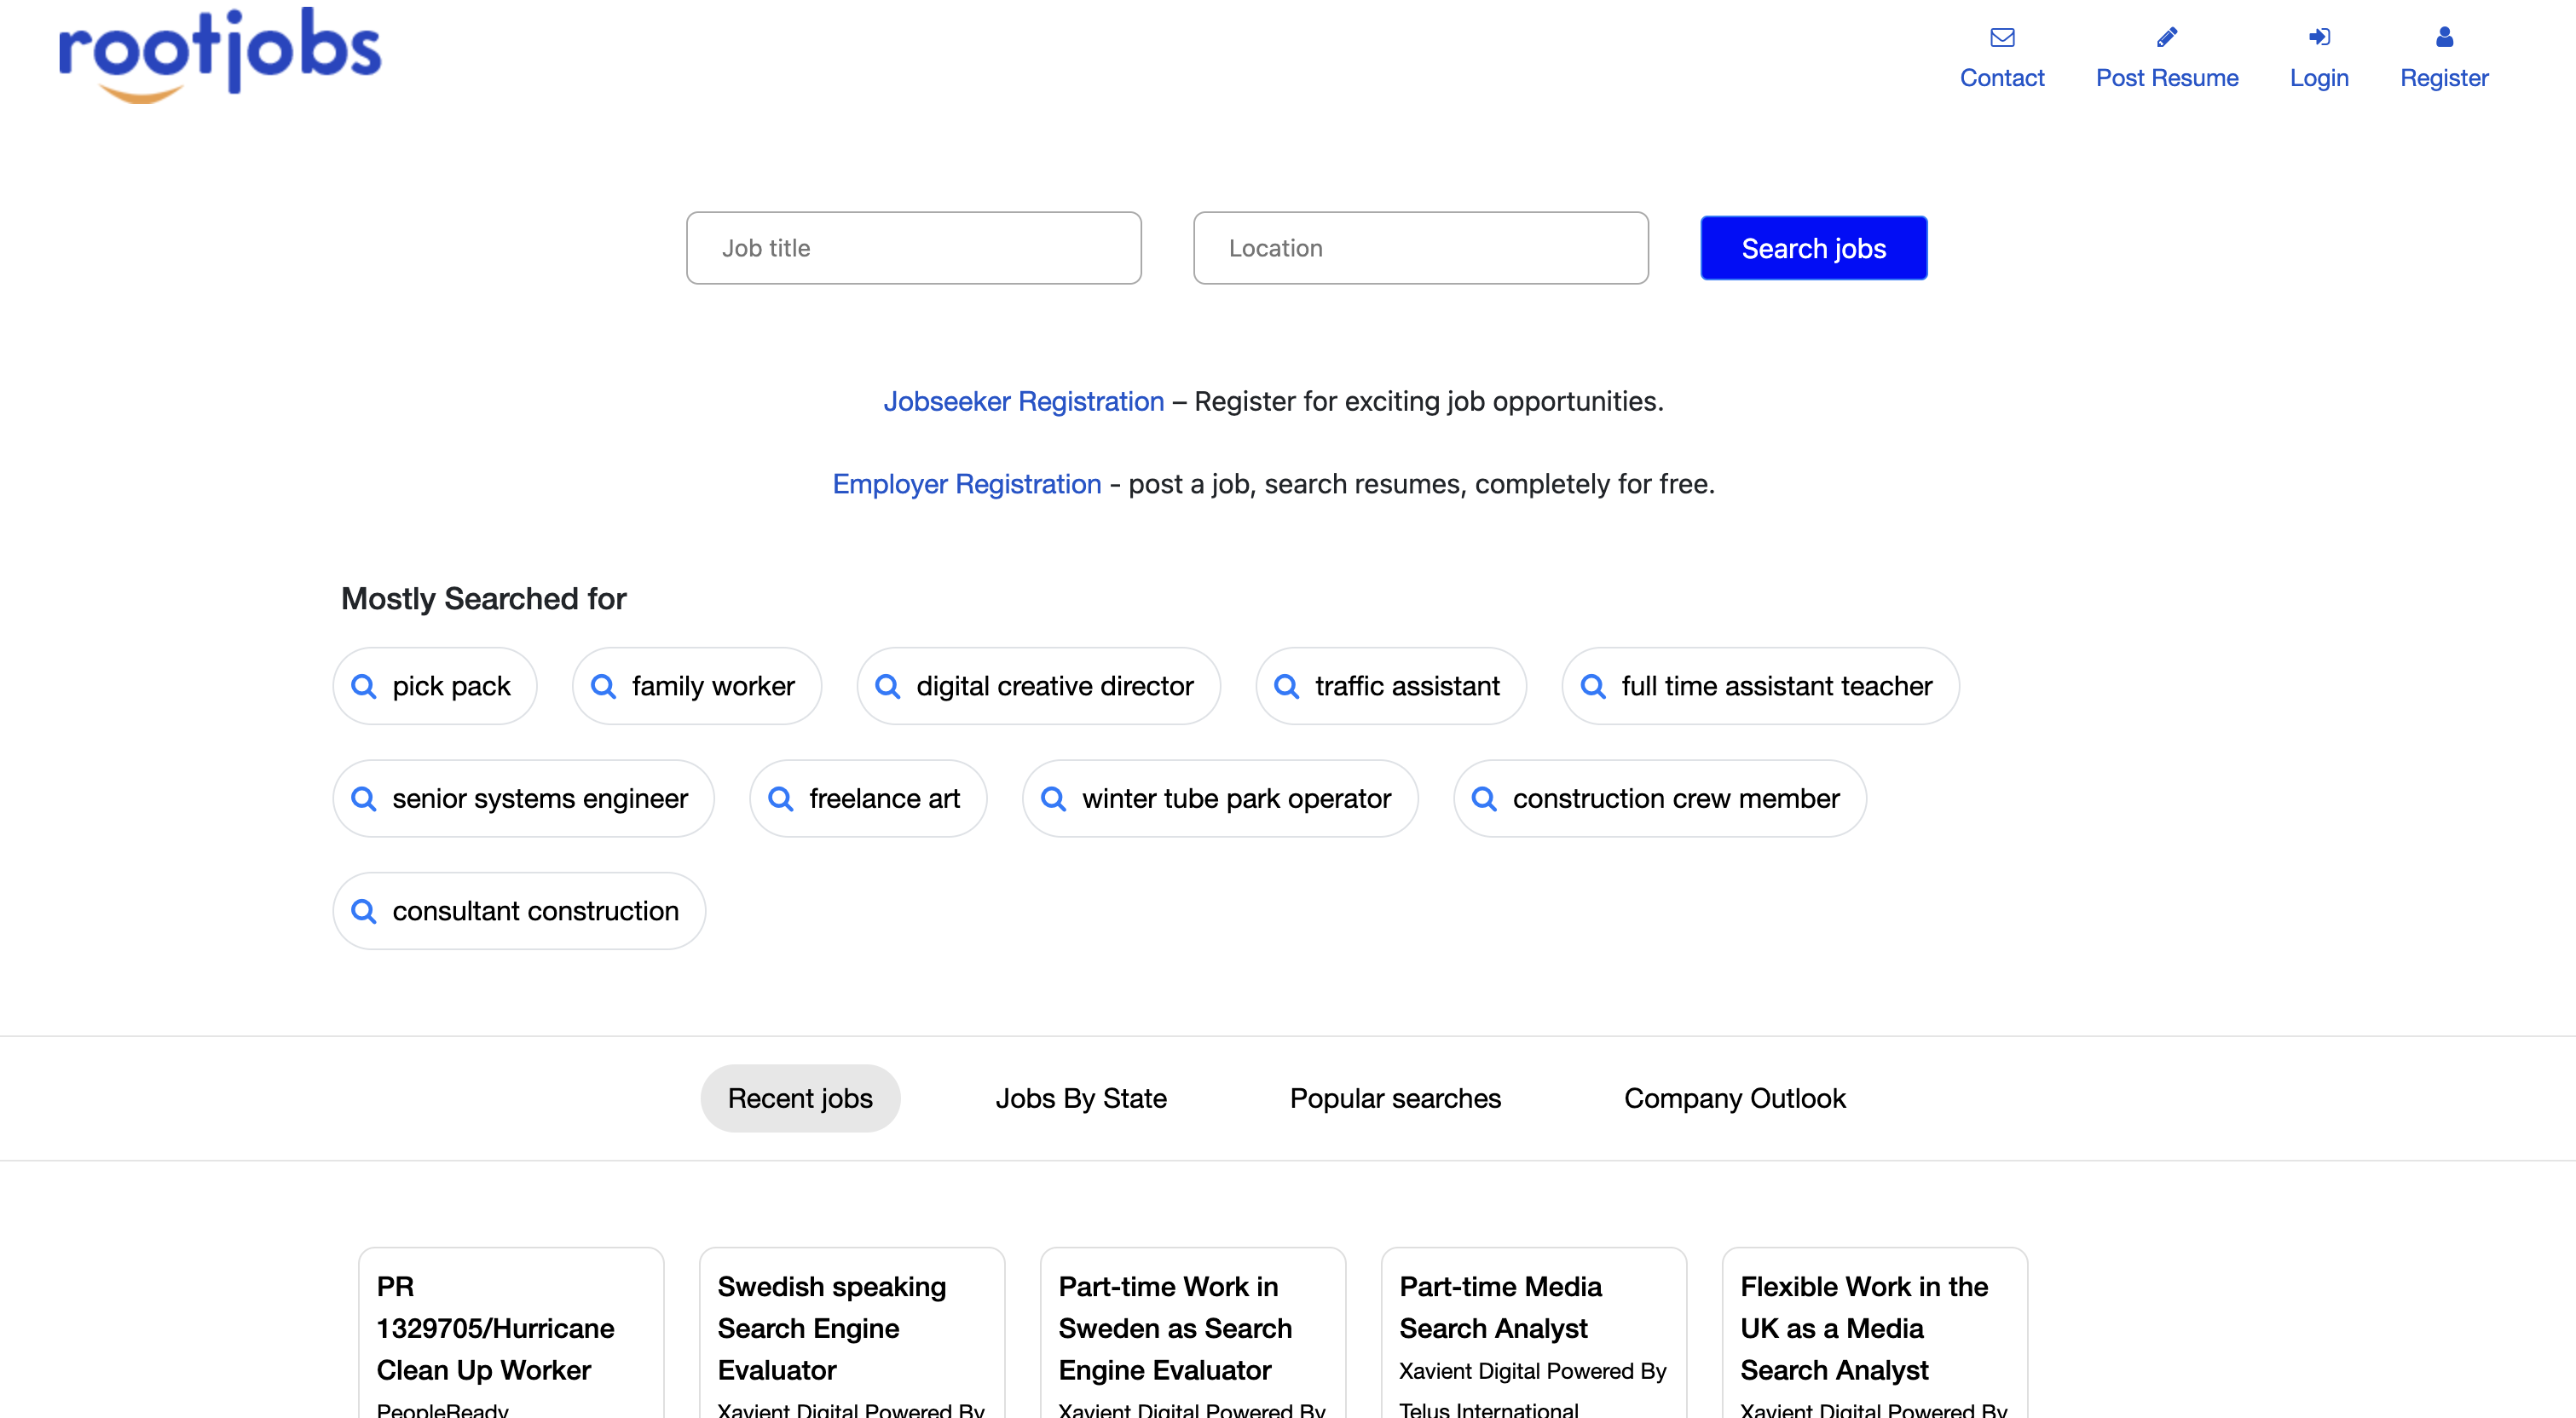 rootjobs
Contact Post Resume Login Register
Job title Location Search jobs
Jobseeker Registration – Register for exciting job opportunities.
Employer Registration - post a job, search resumes, completely for free.
Mostly Searched for
pick pack family worker digital creative director traffic assistant full time assistant teacher
senior systems engineer freelance art winter tube park operator construction crew member
consultant construction
Recent jobs Jobs By State Popular searches Company Outlook
PR
1329705/Hurricane
Clean Up Worker
PeopleReady
Swedish speaking
Search Engine
Evaluator
Xavient Digital Powered By
Part-time Work in
Sweden as Search
Engine Evaluator
Xavient Digital Powered By
Part-time Media
Search Analyst
Xavient Digital Powered By
Telus International
Flexible Work in the
UK as a Media
Search Analyst
Xavient Digital Powered By